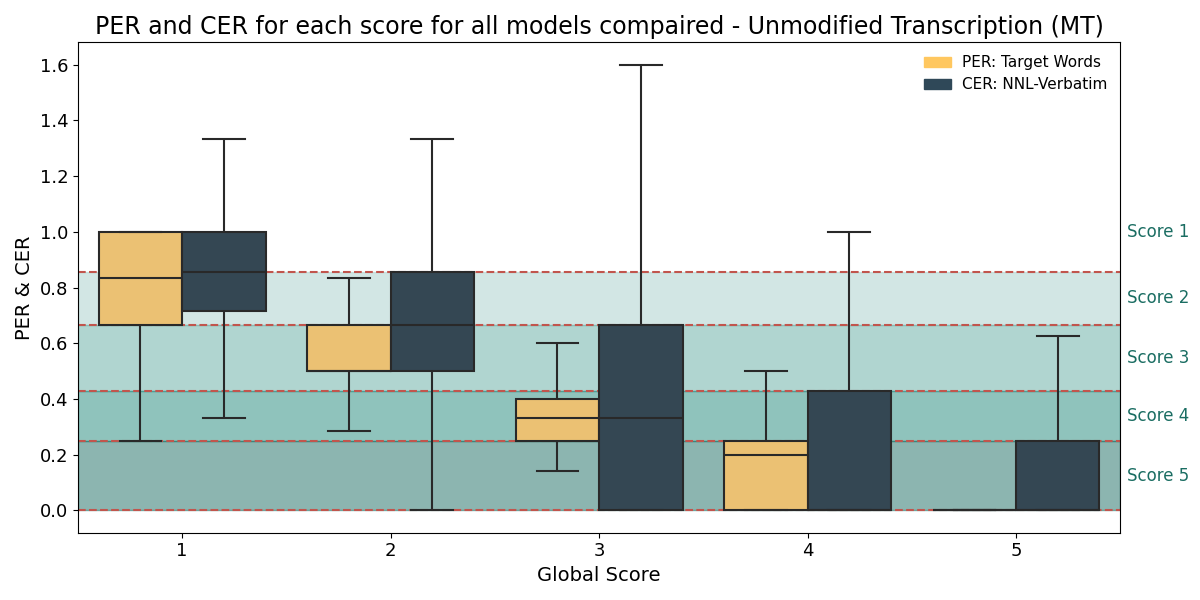 PER and CER for each score for all models compaired - Unmodified Transcription (MT)
PER: Target Words
CER: NNL-Verbatim
PER & CER
1.6
1.4
1.2
1.0
0.8
0.6
0.4
0.2
0.0
Score 1
Score 2
Score 3
Score 4
Score 5
1 2 3 4 5
Global Score